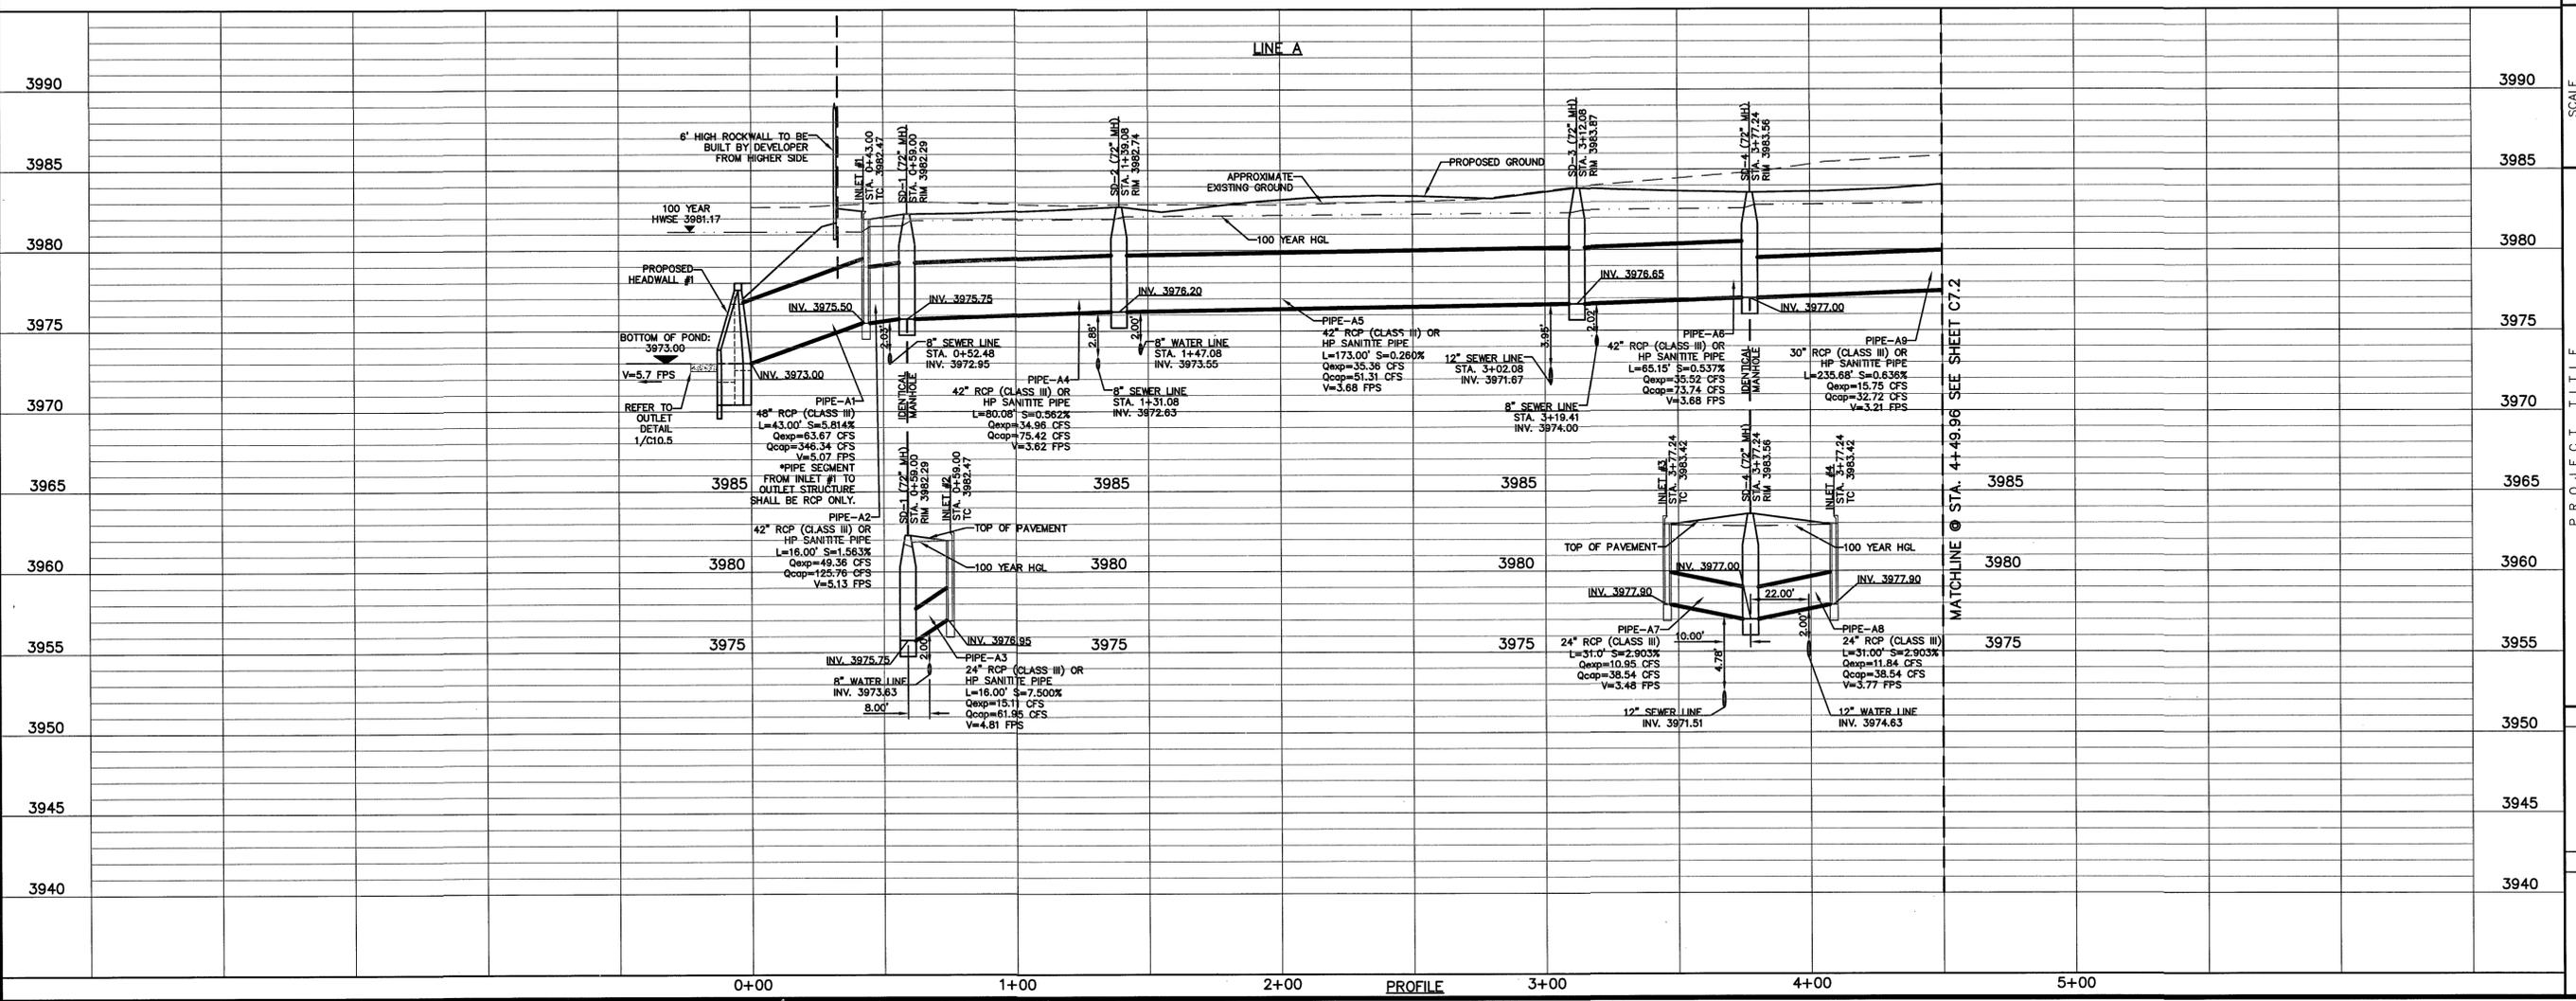 LINE A
3990
3985
3980
3975
3970
3965
3960
3955
3950
3945
3940
3990
3985
3980
3975
3970
3965
3960
3955
3950
3945
3940
6' HIGH ROCKWALL TO BE
BUILT BY DEVELOPER
FROM HIGHER SIDE
INLET #1
STA. 0+43.00
TC 3982.47
SD-1 (72" MH)
STA. 0+59.00
RIM 3982.29
SD-2 (72" MH)
STA. 1+39.08
RIM 3982.74
SD-3 (72" MH)
STA. 3+12.08
RIM 3983.87
SD-4 (72" MH)
STA. 3+77.24
RIM 3983.56
100 YEAR
HWSE 3981.17
APPROXIMATE
EXISTING GROUND
PROPOSED GROUND
100 YEAR HGL
PROPOSED
HEADWALL #1
BOTTOM OF POND:
3973.00
V=5.7 FPS
REFER TO
OUTLET
DETAIL
1/C10.5
INV. 3973.00
INV. 3975.50
INV. 3975.75
INV. 3976.20
INV. 3976.65
INV. 3977.00
2.03'
8" SEWER LINE
STA. 0+52.48
INV. 3972.95
2.86'
8" SEWER LINE
STA. 1+31.08
INV. 3972.63
2.00'
8" WATER LINE
STA. 1+47.08
INV. 3973.55
3.95'
12" SEWER LINE
STA. 3+02.08
INV. 3971.67
2.02'
8" SEWER LINE
STA. 3+19.41
INV. 3974.00
PIPE-A1
48" RCP (CLASS III)
L=43.00' S=5.814%
Qexp=63.67 CFS
Qcap=346.34 CFS
V=5.07 FPS
*PIPE SEGMENT
FROM INLET #1 TO
OUTLET STRUCTURE
SHALL BE RCP ONLY.
PIPE-A2
42" RCP (CLASS III) OR
HP SANITITE PIPE
L=16.00' S=1.563%
Qexp=49.36 CFS
Qcap=125.76 CFS
V=5.13 FPS
PIPE-A4
42" RCP (CLASS III) OR
HP SANITITE PIPE
L=80.08' S=0.562%
Qexp=34.96 CFS
Qcap=75.42 CFS
V=3.62 FPS
PIPE-A5
42" RCP (CLASS III) OR
HP SANITITE PIPE
L=173.00' S=0.260%
Qexp=35.36 CFS
Qcap=51.31 CFS
V=3.68 FPS
PIPE-A6
42" RCP (CLASS III) OR
HP SANITITE PIPE
L=65.15' S=0.537%
Qexp=35.52 CFS
Qcap=73.74 CFS
V=3.68 FPS
PIPE-A9
30" RCP (CLASS III) OR
HP SANITITE PIPE
L=235.68' S=0.636%
Qexp=15.75 CFS
Qcap=32.72 CFS
V=3.21 FPS
MATCHLINE @ STA. 4+49.96 SEE SHEET C7.2
IDENTICAL
MANHOLE
IDENTICAL
MANHOLE
SD-1 (72" MH)
STA. 0+59.00
RIM 3982.29
INLET #2
STA. 0+59.00
TC 3982.47
3985
3980
3975
3985
3980
3975
TOP OF PAVEMENT
100 YEAR HGL
INV. 3976.95
INV. 3975.75
2.00'
8" WATER LINE
INV. 3973.63
8.00'
PIPE-A3
24" RCP (CLASS III) OR
HP SANITITE PIPE
L=16.00' S=7.500%
Qexp=15.11 CFS
Qcap=61.95 CFS
V=4.81 FPS
INLET #3
STA. 3+77.24
TC 3983.42
SD-4 (72" MH)
STA. 3+77.24
RIM 3983.56
INLET #4
STA. 3+77.24
TC 3983.42
3985
3980
3975
3985
3980
3975
TOP OF PAVEMENT
100 YEAR HGL
INV. 3977.00
INV. 3977.90
INV. 3977.90
22.00'
10.00'
4.78'
2.00'
PIPE-A7
24" RCP (CLASS III)
L=31.0' S=2.903%
Qexp=10.95 CFS
Qcap=38.54 CFS
V=3.48 FPS
PIPE-A8
24" RCP (CLASS III)
L=31.00' S=2.903%
Qexp=11.84 CFS
Qcap=38.54 CFS
V=3.77 FPS
12" SEWER LINE
INV. 3971.51
12" WATER LINE
INV. 3974.63
0+00
1+00
2+00
PROFILE
3+00
4+00
5+00
SCALE
PROJECT TITLE